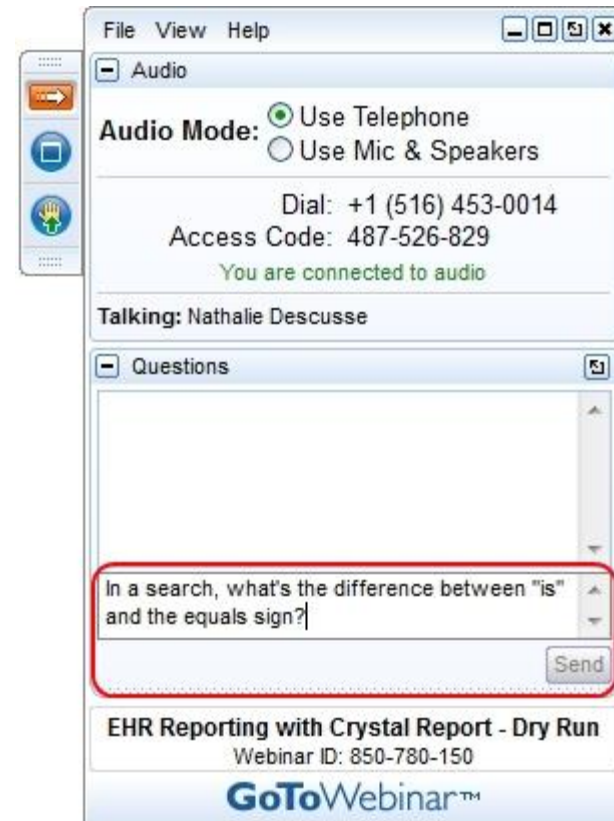 File View Help
Audio
Audio Mode: Use Telephone
Use Mic & Speakers
Dial: +1 (516) 453-0014
Access Code: 487-526-829
You are connected to audio
Talking: Nathalie Descusse
Questions
In a search, what's the difference between "is"
and the equals sign?
Send
EHR Reporting with Crystal Report - Dry Run
Webinar ID: 850-780-150
GoToWebinar™